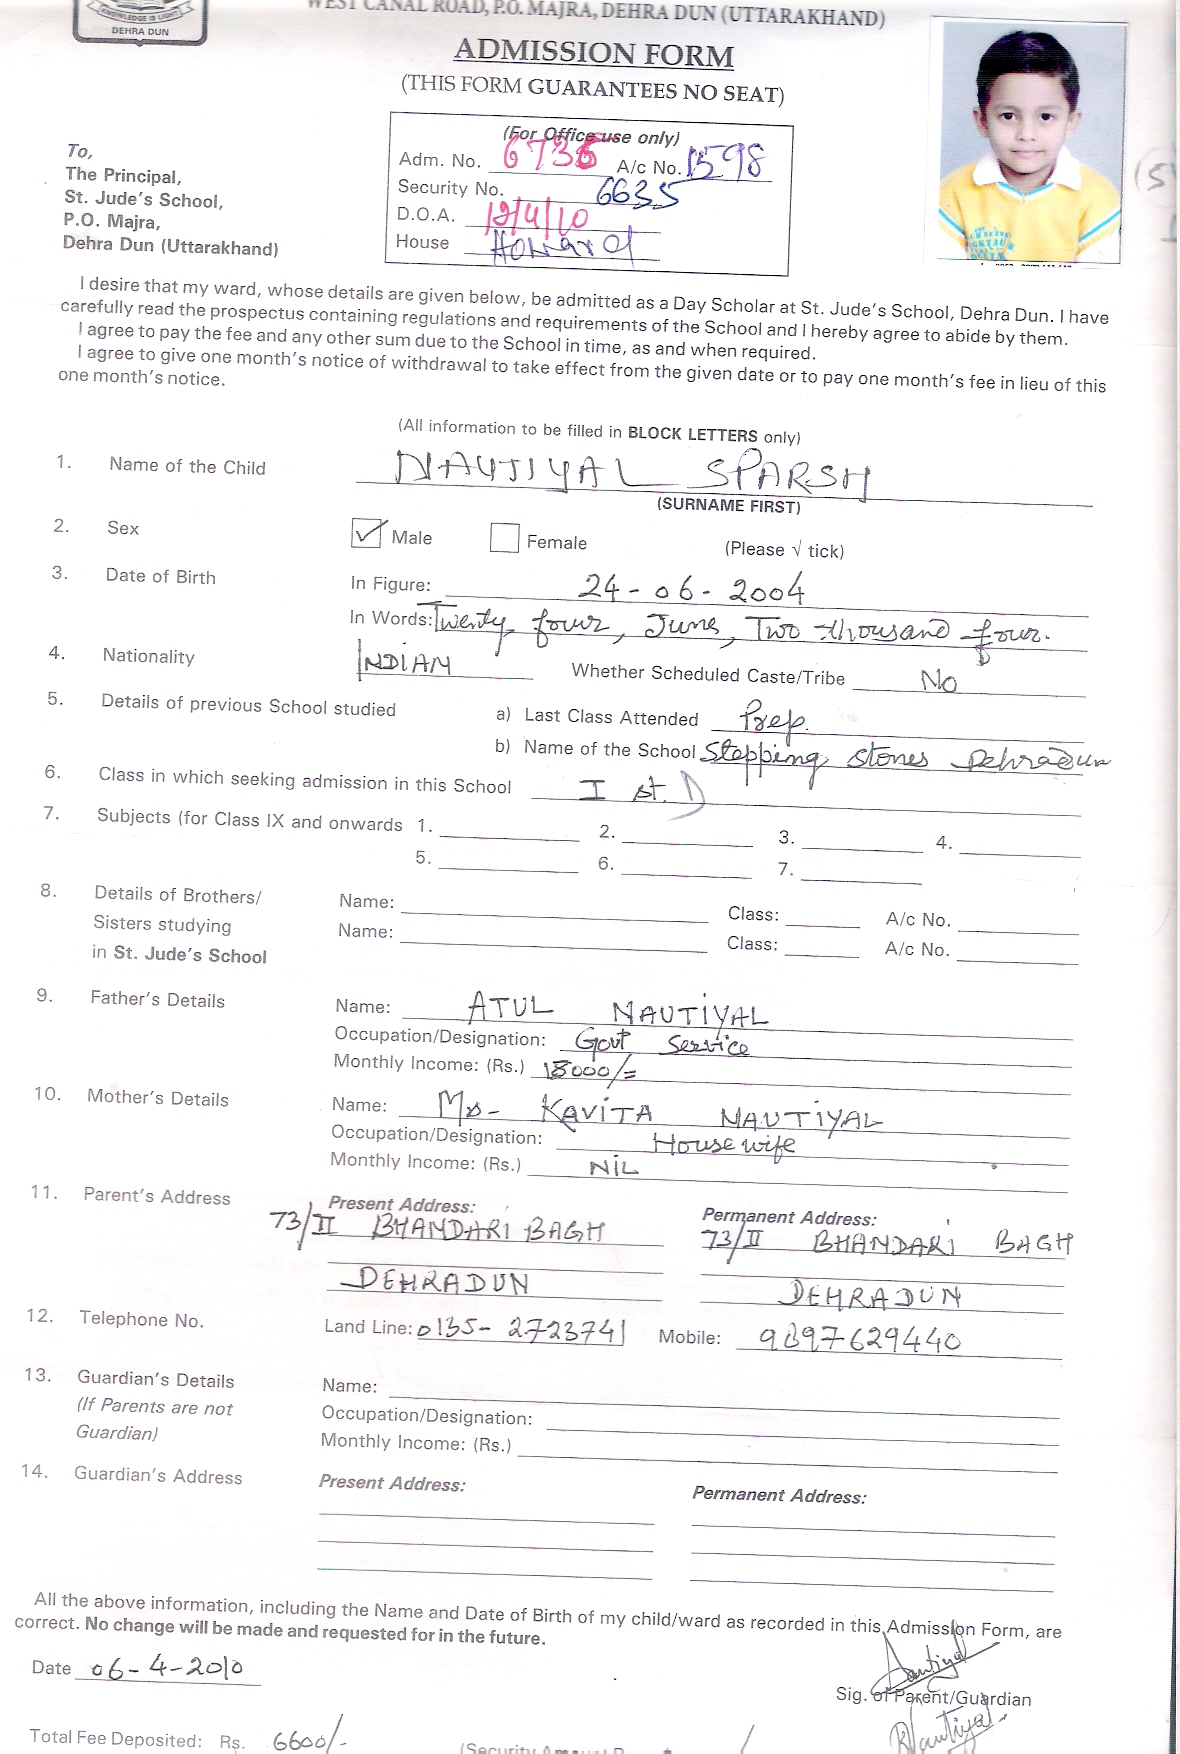 KNOWLEDGE IS LIGHT
DEHRA DUN
WEST CANAL ROAD, P.O. MAJRA, DEHRA DUN (UTTARAKHAND)
ADMISSION FORM
(THIS FORM GUARANTEES NO SEAT)
(For Office use only)
Adm. No. 6736 A/c No. 1598
Security No. 6635
D.O.A. 12/4/10
House Howard
To,
The Principal,
St. Jude's School,
P.O. Majra,
Dehra Dun (Uttarakhand)
I desire that my ward, whose details are given below, be admitted as a Day Scholar at St. Jude's School, Dehra Dun. I have
carefully read the prospectus containing regulations and requirements of the School and I hereby agree to abide by them.
I agree to pay the fee and any other sum due to the School in time, as and when required.
I agree to give one month's notice of withdrawal to take effect from the given date or to pay one month's fee in lieu of this
one month's notice.
(All information to be filled in BLOCK LETTERS only)
1. Name of the Child NAUTIYAL SPARSH
(SURNAME FIRST)
2. Sex ✓ Male Female (Please √ tick)
3. Date of Birth In Figure: 24-06-2004
In Words: Twenty four, June, Two thousand four.
4. Nationality INDIAN Whether Scheduled Caste/Tribe No
5. Details of previous School studied a) Last Class Attended Prep.
b) Name of the School Stepping Stones Dehradun
6. Class in which seeking admission in this School I st. D
7. Subjects (for Class IX and onwards 1. 2. 3. 4.
5. 6. 7.
8. Details of Brothers/ Name: Class: A/c No.
Sisters studying Name: Class: A/c No.
in St. Jude's School
9. Father's Details Name: ATUL NAUTIYAL
Occupation/Designation: Govt Service
Monthly Income: (Rs.) 18000/=
10. Mother's Details Name: Mrs- KAVITA NAUTIYAL
Occupation/Designation: House wife
Monthly Income: (Rs.) NiL
11. Parent's Address Present Address: Permanent Address:
73/II BHANDARI BAGH 73/II BHANDARI BAGH
DEHRADUN DEHRADUN
12. Telephone No. Land Line: 0135-2723741 Mobile: 9897629440
13. Guardian's Details Name:
(If Parents are not Occupation/Designation:
Guardian) Monthly Income: (Rs.)
14. Guardian's Address Present Address: Permanent Address:
All the above information, including the Name and Date of Birth of my child/ward as recorded in this Admission Form, are
correct. No change will be made and requested for in the future.
Date 06-4-2010
Nautiyal
Sig. of Parent/Guardian
KNautiyal
Total Fee Deposited: Rs. 6600/-